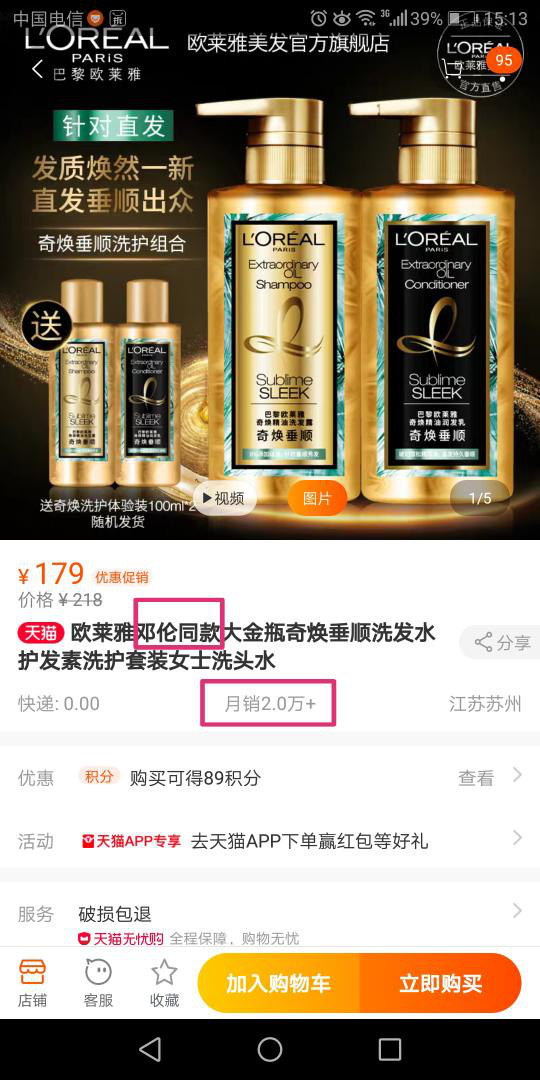 中国电信
3G
39%
15:13
L'ORÉAL
PARIS
巴黎欧莱雅
欧莱雅美发官方旗舰店
L'ORÉAL
官方直售
95
针对直发
发质焕然一新
直发垂顺出众
奇焕垂顺洗护组合
送
L'ORÉAL
PARIS
Extraordinary
OIL
Shampoo
Sublime
SLEEK
巴黎欧莱雅
奇焕精油洗发露
奇焕垂顺
L'ORÉAL
PARIS
Extraordinary
OIL
Conditioner
Sublime
SLEEK
巴黎欧莱雅
奇焕精油润发乳
奇焕垂顺
L'ORÉAL
Extraordinary
OIL
Shampoo
Sublime
SLEEK
奇焕垂顺
L'ORÉAL
Extraordinary
OIL
Conditioner
Sublime
SLEEK
奇焕垂顺
送奇焕洗护体验装100ml*2
随机发货
视频
图片
1/5
¥179 优惠促销
价格 ¥218
天猫 欧莱雅邓伦同款大金瓶奇焕垂顺洗发水
护发素洗护套装女士洗头水
分享
快递: 0.00 月销2.0万+ 江苏苏州
优惠 积分 购买可得89积分 查看
活动 天猫APP专享 去天猫APP下单赢红包等好礼
服务 破损包退
天猫无忧购 全程保障，购物无忧
店铺 客服 收藏 加入购物车 立即购买